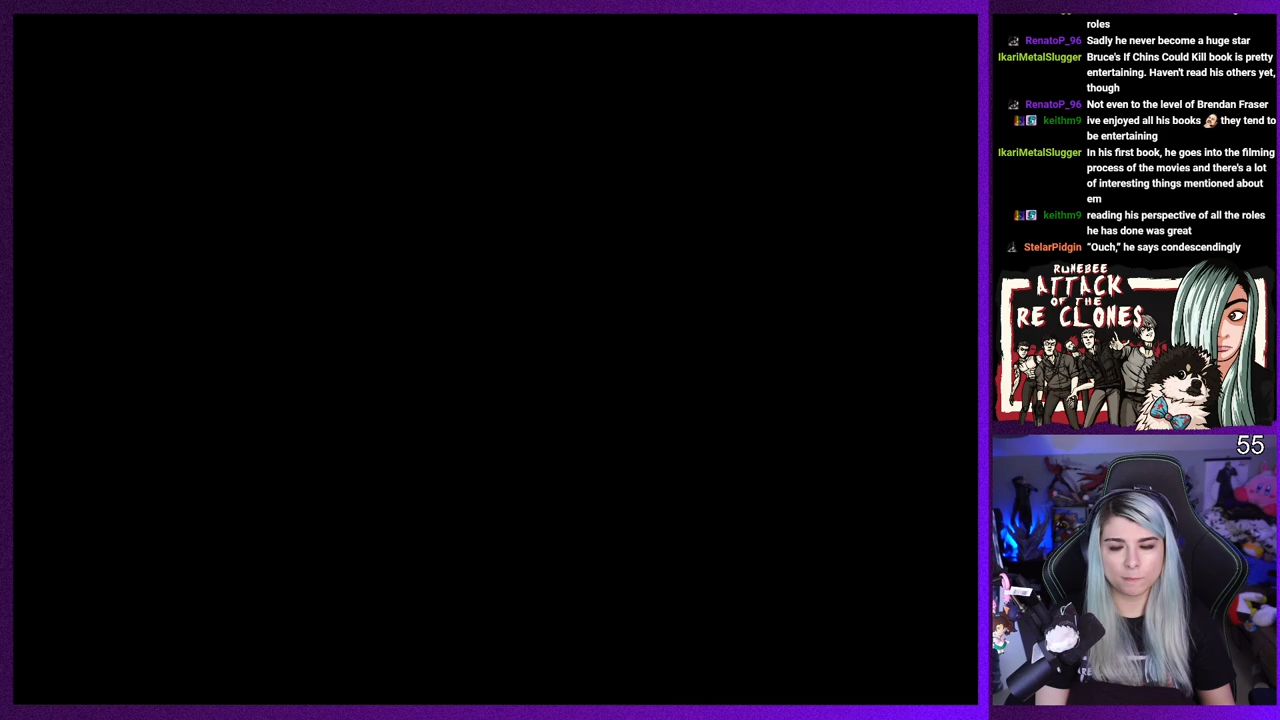 roles
RenatoP_96 Sadly he never become a huge star
IkariMetalSlugger Bruce's If Chins Could Kill book is pretty
entertaining. Haven't read his others yet,
though
RenatoP_96 Not even to the level of Brendan Fraser
keithm9 ive enjoyed all his books they tend to
be entertaining
IkariMetalSlugger In his first book, he goes into the filming
process of the movies and there's a lot
of interesting things mentioned about
em
keithm9 reading his perspective of all the roles
he has done was great
StelarPidgin “Ouch,” he says condescendingly
RUNEBEE
ATTACK
OF THE
RE CLONES
55